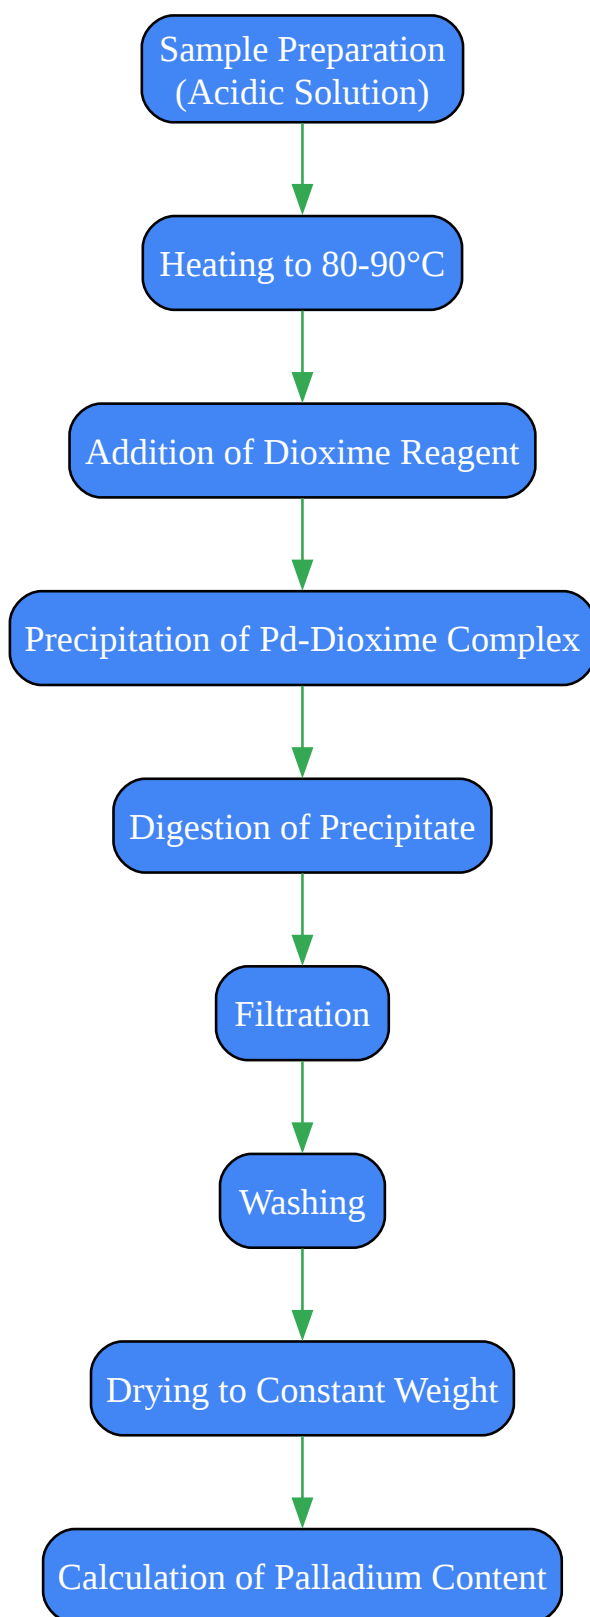 Sample Preparation
(Acidic Solution)
Heating to 80-90°C
Addition of Dioxime Reagent
Precipitation of Pd-Dioxime Complex
Digestion of Precipitate
Filtration
Washing
Drying to Constant Weight
Calculation of Palladium Content